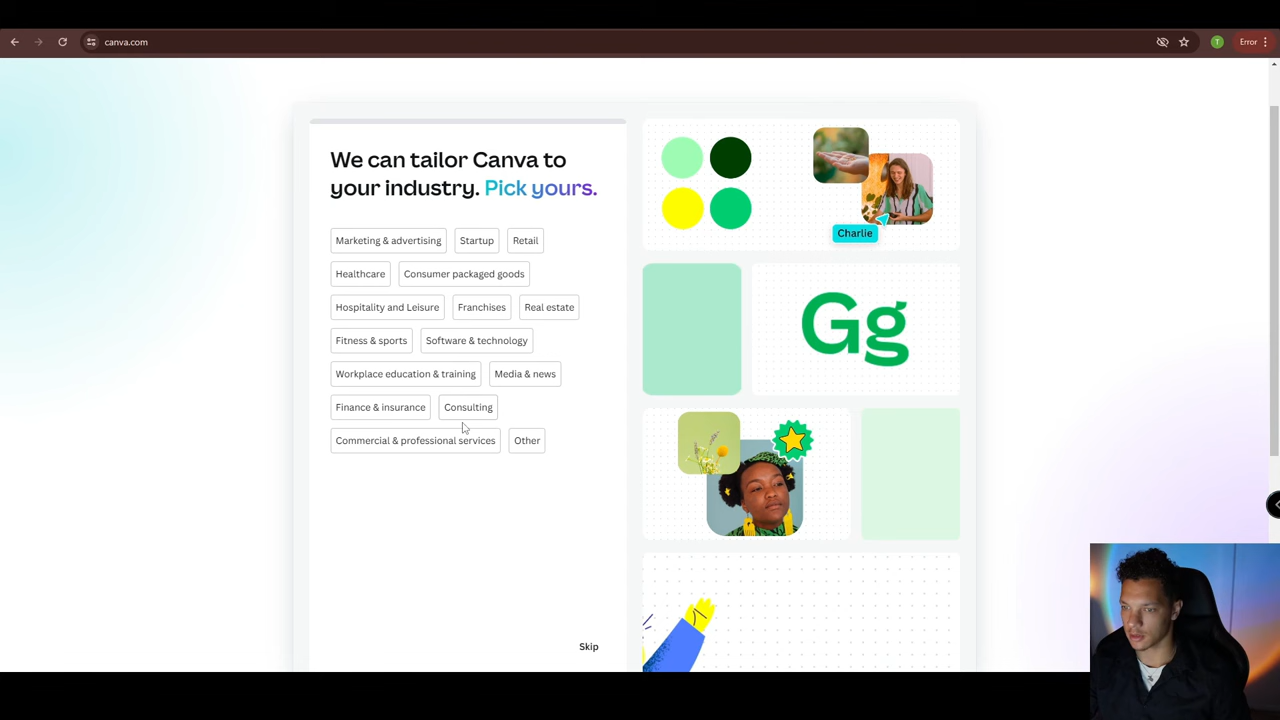 canva.com
T
Error
We can tailor Canva to
your industry. Pick yours.
Marketing & advertising Startup Retail
Healthcare Consumer packaged goods
Hospitality and Leisure Franchises Real estate
Fitness & sports Software & technology
Workplace education & training Media & news
Finance & insurance Consulting
Commercial & professional services Other
Skip
Charlie
Gg